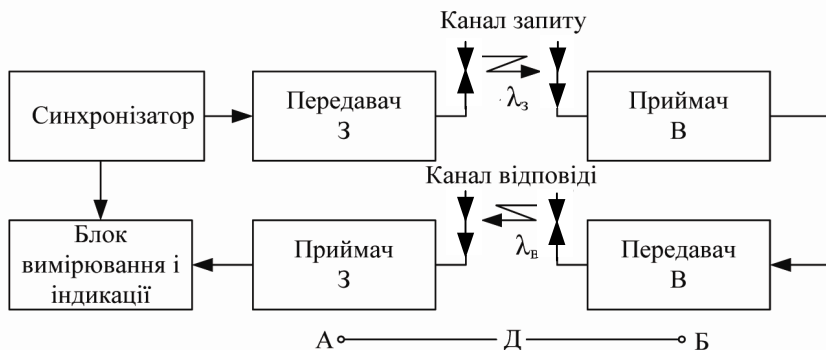 Канал запиту
Синхронізатор
Передавач
З
λз
Приймач
В
Канал відповіді
Блок
вимірювання і
індикації
Приймач
З
λв
Передавач
В
А
Д
Б